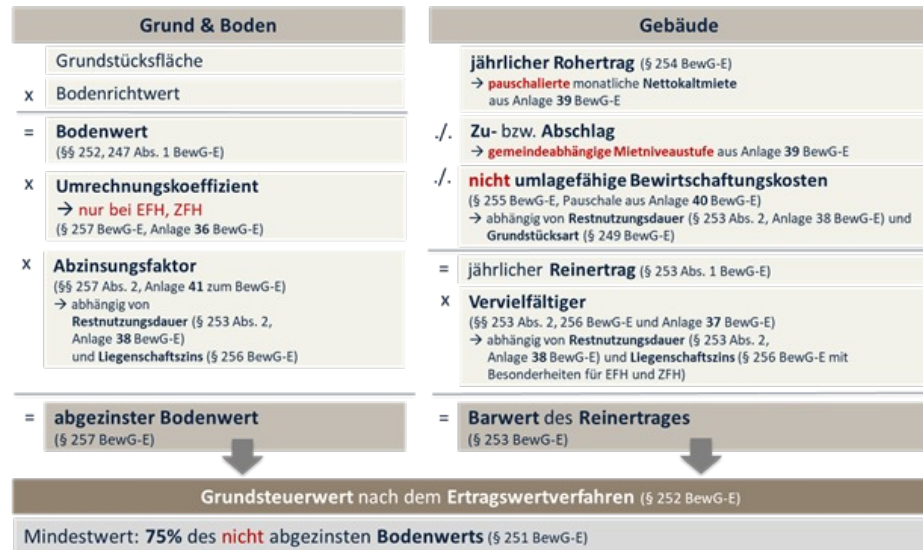 Grund & Boden
Grundstücksfläche
x Bodenrichtwert
= Bodenwert
(§§ 252, 247 Abs. 1 BewG-E)
x Umrechnungskoeffizient
→ nur bei EFH, ZFH
(§ 257 BewG-E, Anlage 36 BewG-E)
x Abzinsungsfaktor
(§§ 257 Abs. 2, Anlage 41 zum BewG-E)
→ abhängig von
Restnutzungsdauer (§ 253 Abs. 2,
Anlage 38 BewG-E)
und Liegenschaftszins (§ 256 BewG-E)
= abgezinster Bodenwert
(§ 257 BewG-E)
Gebäude
jährlicher Rohertrag (§ 254 BewG-E)
→ pauschalierte monatliche Nettokaltmiete
aus Anlage 39 BewG-E
./. Zu- bzw. Abschlag
→ gemeindeabhängige Mietniveaustufe aus Anlage 39 BewG-E
./. nicht umlagefähige Bewirtschaftungskosten
(§ 255 BewG-E, Pauschale aus Anlage 40 BewG-E)
→ abhängig von Restnutzungsdauer (§ 253 Abs. 2, Anlage 38 BewG-E) und
Grundstücksart (§ 249 BewG-E)
= jährlicher Reinertrag (§ 253 Abs. 1 BewG-E)
x Vervielfältiger
(§§ 253 Abs. 2, 256 BewG-E und Anlage 37 BewG-E)
→ abhängig von Restnutzungsdauer (§ 253 Abs. 2,
Anlage 38 BewG-E) und Liegenschaftszins (§ 256 BewG-E mit
Besonderheiten für EFH und ZFH)
= Barwert des Reinertrages
(§ 253 BewG-E)
Grundsteuerwert nach dem Ertragswertverfahren (§ 252 BewG-E)
Mindestwert: 75% des nicht abgezinsten Bodenwerts (§ 251 BewG-E)